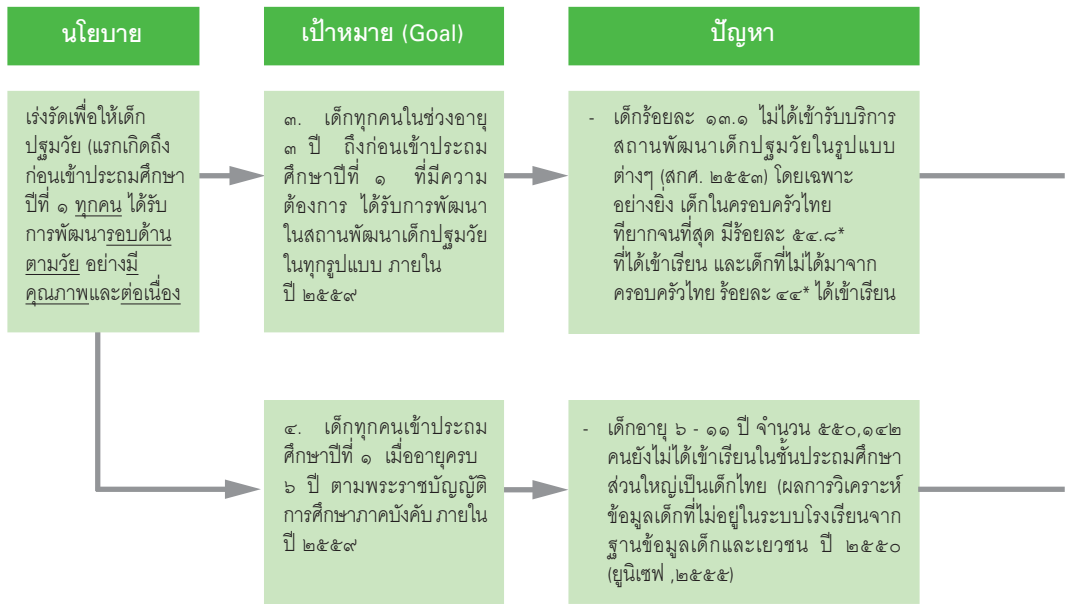 นโยบาย
เป้าหมาย (Goal)
ปัญหา
เร่งรัดเพื่อให้เด็ก
ปฐมวัย (แรกเกิดถึง
ก่อนเข้าประถมศึกษา
ปีที่ ๑ ทุกคน ได้รับ
การพัฒนารอบด้าน
ตามวัย อย่างมี
คุณภาพและต่อเนื่อง
๓. เด็กทุกคนในช่วงอายุ
๓ ปี ถึงก่อนเข้าประถม
ศึกษาปีที่ ๑ ที่มีความ
ต้องการ ได้รับการพัฒนา
ในสถานพัฒนาเด็กปฐมวัย
ในทุกรูปแบบ ภายใน
ปี ๒๕๕๙
- เด็กร้อยละ ๑๓.๑ ไม่ได้เข้ารับบริการ
สถานพัฒนาเด็กปฐมวัยในรูปแบบ
ต่างๆ (สกศ. ๒๕๕๓) โดยเฉพาะ
อย่างยิ่ง เด็กในครอบครัวไทย
ที่ยากจนที่สุด มีร้อยละ ๕๔.๘*
ที่ได้เข้าเรียน และเด็กที่ไม่ได้มาจาก
ครอบครัวไทย ร้อยละ ๔๔* ได้เข้าเรียน
๔. เด็กทุกคนเข้าประถม
ศึกษาปีที่ ๑ เมื่ออายุครบ
๖ ปี ตามพระราชบัญญัติ
การศึกษาภาคบังคับ ภายใน
ปี ๒๕๕๙
- เด็กอายุ ๖ - ๑๑ ปี จำนวน ๕๕๐,๑๔๒
คนยังไม่ได้เข้าเรียนในชั้นประถมศึกษา
ส่วนใหญ่เป็นเด็กไทย (ผลการวิเคราะห์
ข้อมูลเด็กที่ไม่อยู่ในระบบโรงเรียนจาก
ฐานข้อมูลเด็กและเยาวชน ปี ๒๕๕๐
(ยูนิเซฟ ,๒๕๕๕)